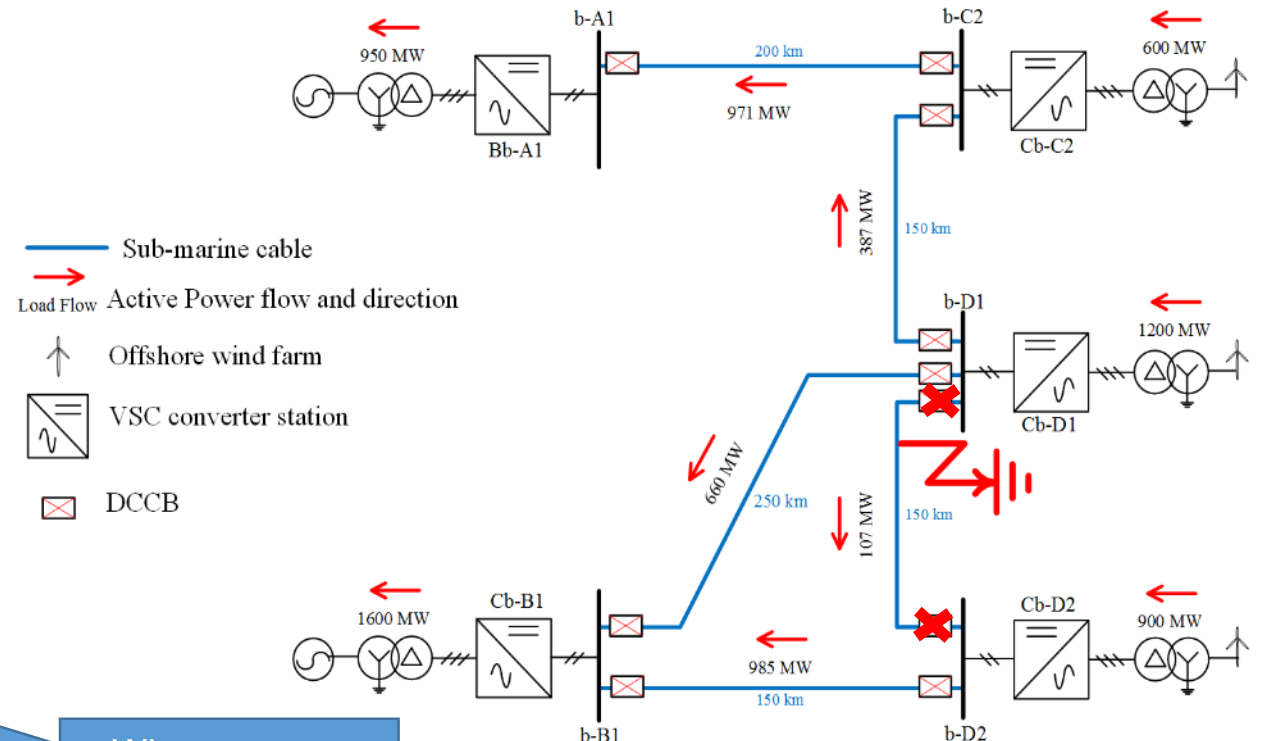 b-A1
b-C2
950 MW
200 km
600 MW
971 MW
Bb-A1
Cb-C2
387 MW
150 km
Sub-marine cable
Load Flow
Active Power flow and direction
b-D1
1200 MW
Offshore wind farm
VSC converter station
Cb-D1
660 MW
250 km
DCCB
107 MW
150 km
Cb-B1
1600 MW
985 MW
150 km
Cb-D2
900 MW
b-B1
b-D2